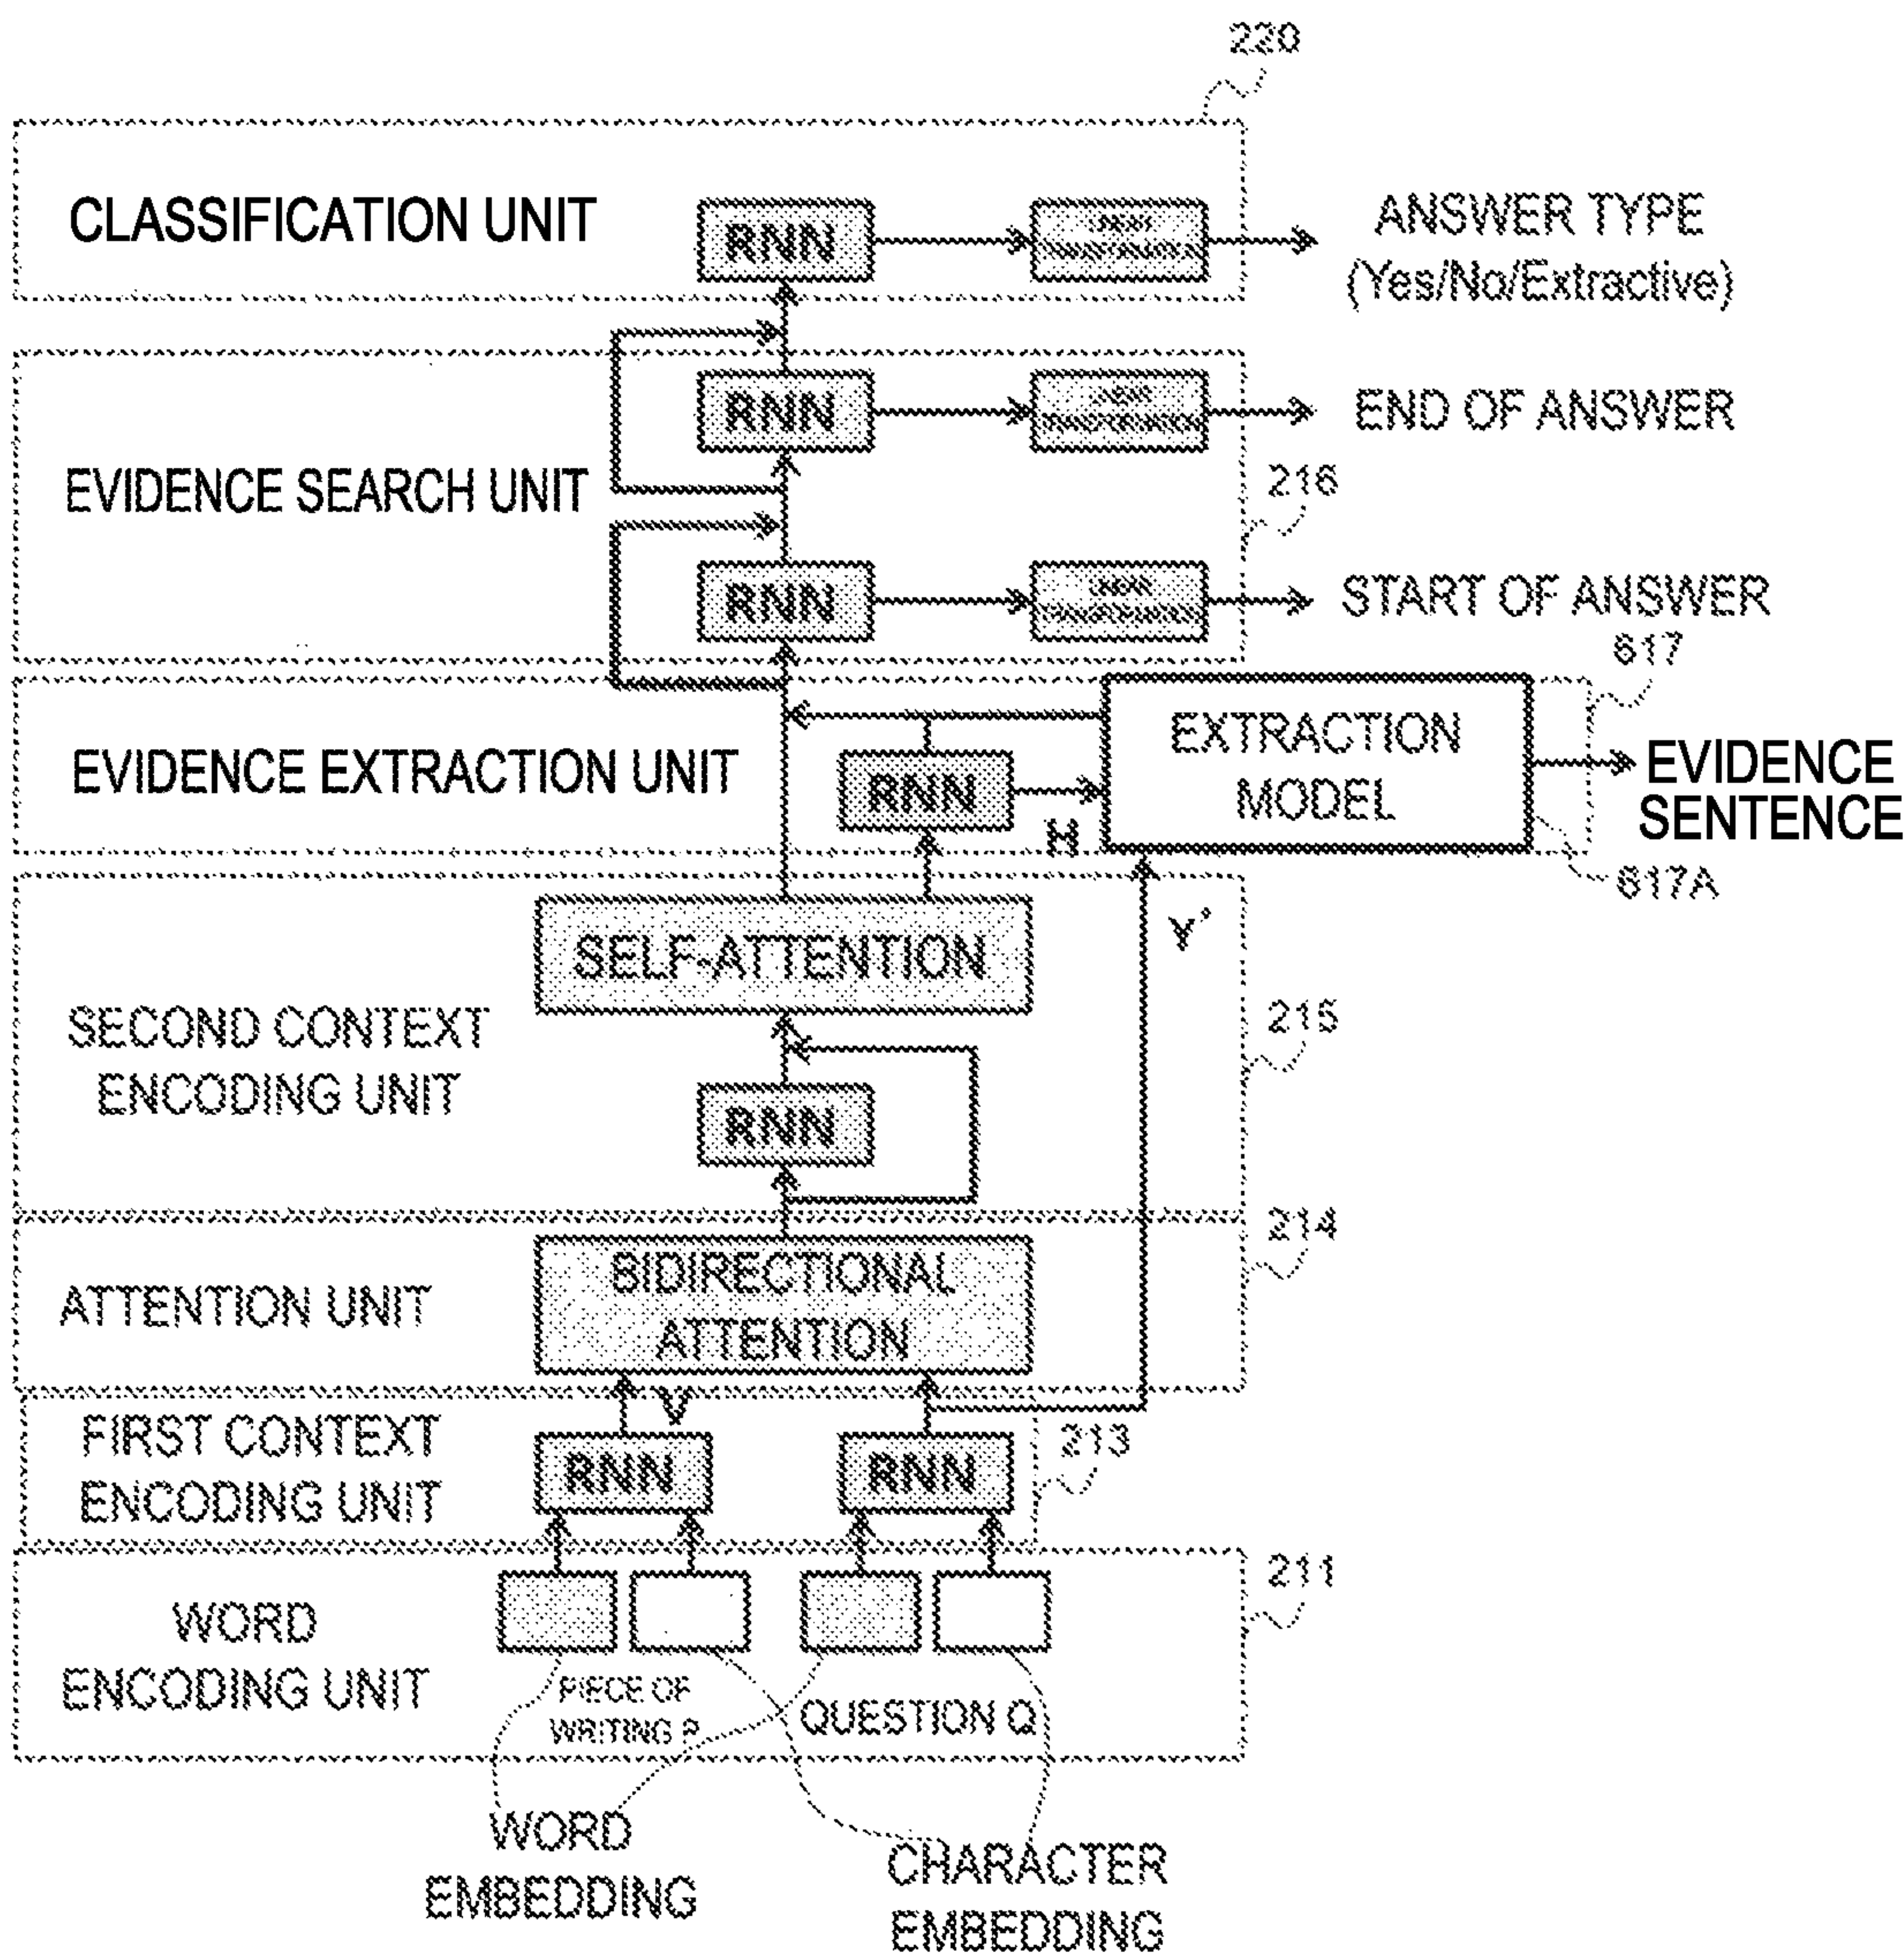 220
CLASSIFICATION UNIT
RNN
ANSWER TYPE
(Yes/No/Extractive)
RNN
END OF ANSWER
EVIDENCE SEARCH UNIT
216
RNN
START OF ANSWER
617
EVIDENCE EXTRACTION UNIT
RNN
H
EXTRACTION
MODEL
EVIDENCE
SENTENCE
617A
SELF-ATTENTION
Y'
SECOND CONTEXT
ENCODING UNIT
215
RNN
214
ATTENTION UNIT
BIDIRECTIONAL
ATTENTION
V
FIRST CONTEXT
ENCODING UNIT
RNN
RNN
213
211
WORD
ENCODING UNIT
PIECE OF
WRITING P
QUESTION Q
WORD
EMBEDDING
CHARACTER
EMBEDDING